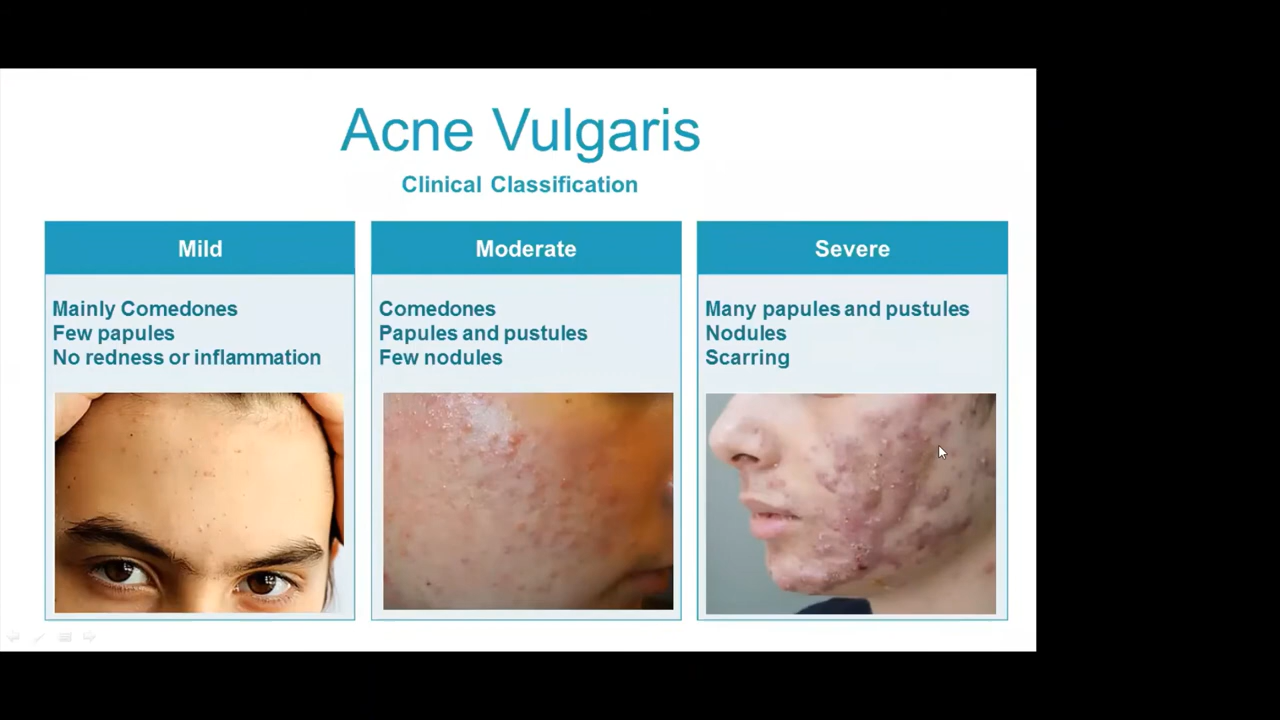 Acne Vulgaris
Clinical Classification
Mild
Mainly Comedones
Few papules
No redness or inflammation
Moderate
Comedones
Papules and pustules
Few nodules
Severe
Many papules and pustules
Nodules
Scarring